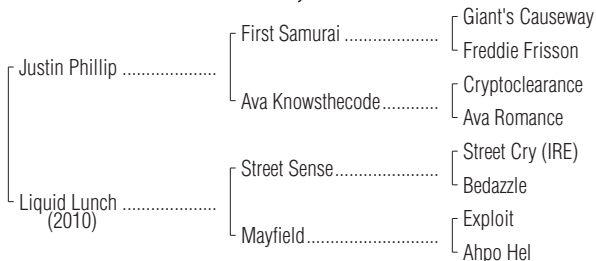 Giant's Causeway
First Samurai ....................
Freddie Frisson
Justin Phillip ....................
Cryptoclearance
Ava Knowsthecode............
Ava Romance
Street Cry (IRE)
Street Sense......................
Bedazzle
Liquid Lunch ....................
(2010)
Exploit
Mayfield............................
Ahpo Hel